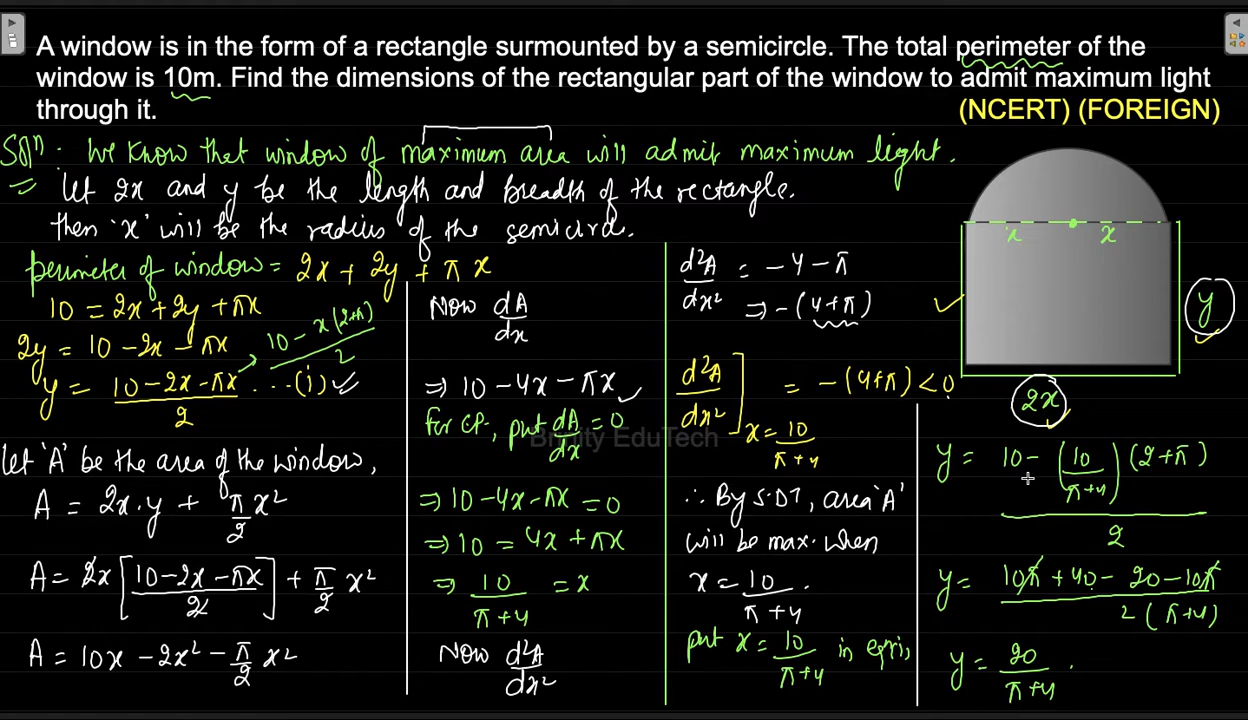 A window is in the form of a rectangle surmounted by a semicircle. The total perimeter of the
window is 10m. Find the dimensions of the rectangular part of the window to admit maximum light
through it.
(NCERT) (FOREIGN)
Solⁿ: We know that window of maximum area will admit maximum light.
Let 2x and y be the length and breadth of the rectangle.
then 'x' will be the radius of the semicircle.
perimeter of window = 2x + 2y + πx
10 = 2x + 2y + πx
2y = 10 - 2x - πx
y = (10 - 2x - πx)/2 ...(i)
(10 - x(2+π))/2
let 'A' be the area of the window,
A = 2x.y + π/2 x²
A = 2x [(10 - 2x - πx)/2] + π/2 x²
A = 10x - 2x² - π/2 x²
Now dA/dx
⇒ 10 - 4x - πx
For CP, put dA/dx = 0
⇒ 10 - 4x - πx = 0
⇒ 10 = 4x + πx
⇒ 10/(π+4) = x
Now d²A/dx²
d²A/dx² = -4 - π
⇒ -(4+π)
d²A/dx² ] x = 10/(π+4) = -(4+π) < 0
∴ By S.D.T, area 'A'
will be max. when
x = 10/(π+4).
put x = 10/(π+4) in eqⁿ i,
x x
y
2x
y = (10 - (10/(π+4))(2+π))/2
y = (10π + 40 - 20 - 10π)/(2(π+4))
y = 20/(π+4).
Brinity EduTech